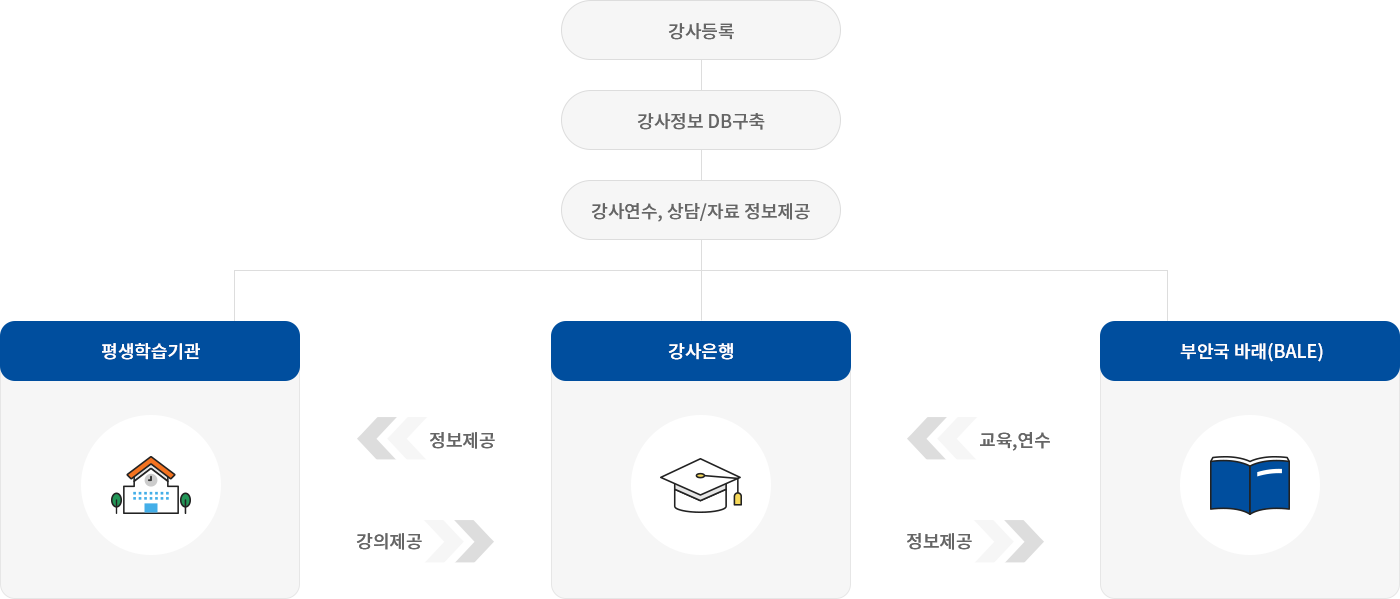 강사등록
강사정보 DB구축
강사연수, 상담/자료 정보제공
평생학습기관
강사은행
부안국 바래(BALE)
정보제공
교육,연수
강의제공
정보제공